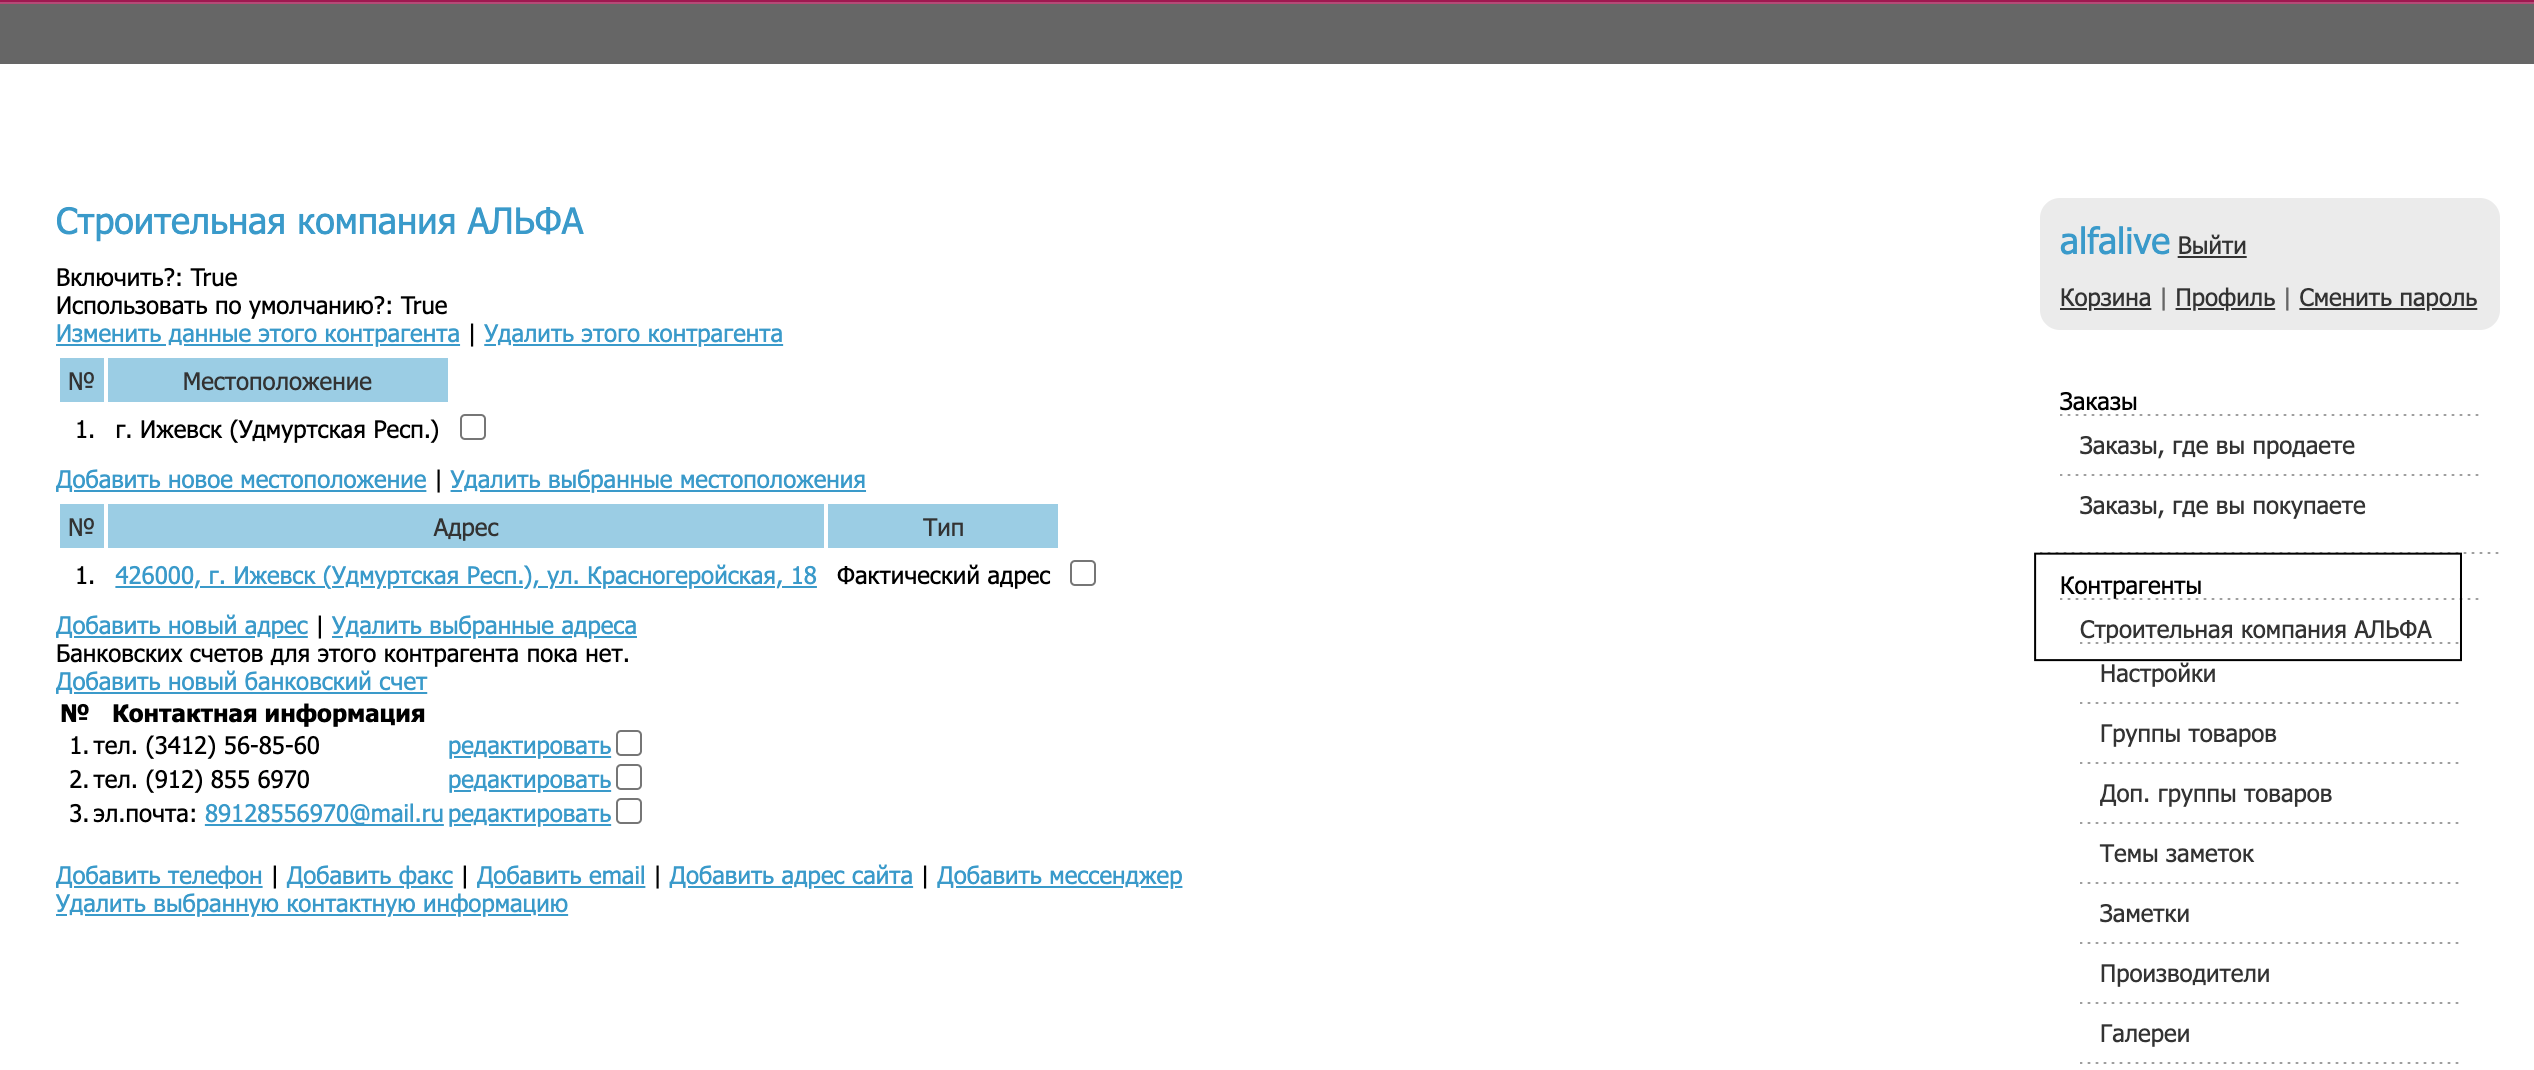 Строительная компания АЛЬФА
Включить?: True
Использовать по умолчанию?: True
Изменить данные этого контрагента | Удалить этого контрагента
№ Местоположение
1. г. Ижевск (Удмуртская Респ.)
Добавить новое местоположение | Удалить выбранные местоположения
№ Адрес Тип
1. 426000, г. Ижевск (Удмуртская Респ.), ул. Красногеройская, 18 Фактический адрес
Добавить новый адрес | Удалить выбранные адреса
Банковских счетов для этого контрагента пока нет.
Добавить новый банковский счет
№ Контактная информация
1. тел. (3412) 56-85-60 редактировать
2. тел. (912) 855 6970 редактировать
3. эл.почта: 89128556970@mail.ru редактировать
Добавить телефон | Добавить факс | Добавить email | Добавить адрес сайта | Добавить мессенджер
Удалить выбранную контактную информацию
alfalive Выйти
Корзина | Профиль | Сменить пароль
Заказы
Заказы, где вы продаете
Заказы, где вы покупаете
Контрагенты
Строительная компания АЛЬФА
Настройки
Группы товаров
Доп. группы товаров
Темы заметок
Заметки
Производители
Галереи